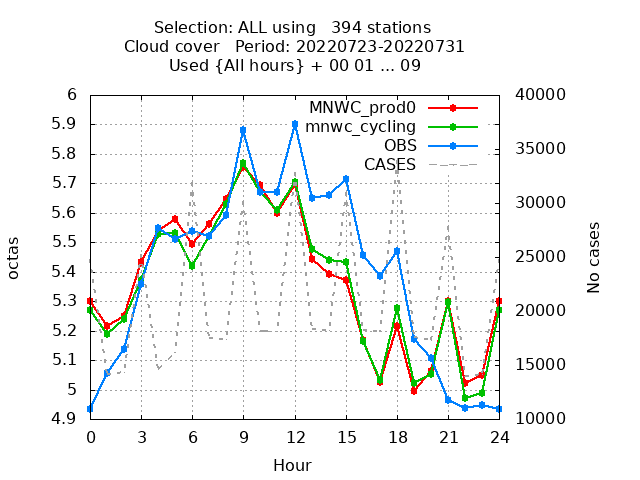 Selection: ALL using   394 stations
Cloud cover   Period: 20220723-20220731
Used {All hours} + 00 01 ... 09
MNWC_prod0
mnwc_cycling
OBS
CASES
octas
No cases
6
5.9
5.8
5.7
5.6
5.5
5.4
5.3
5.2
5.1
5
4.9
40000
35000
30000
25000
20000
15000
10000
0 3 6 9 12 15 18 21 24
Hour